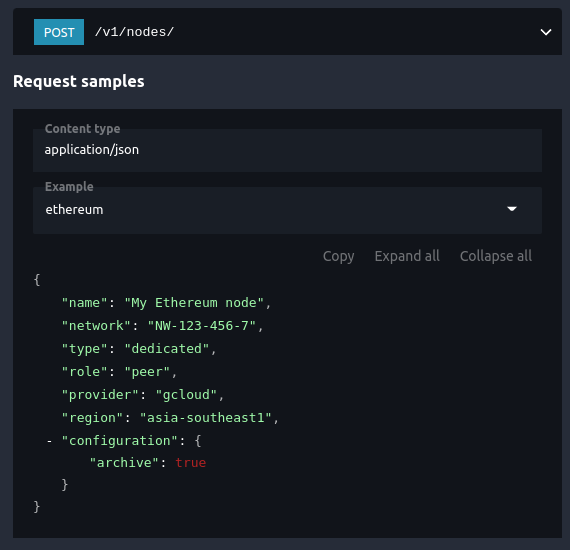 POST /v1/nodes/
Request samples
Content type
application/json
Example
ethereum
Copy Expand all Collapse all
{
"name": "My Ethereum node",
"network": "NW-123-456-7",
"type": "dedicated",
"role": "peer",
"provider": "gcloud",
"region": "asia-southeast1",
- "configuration": {
"archive": true
}
}